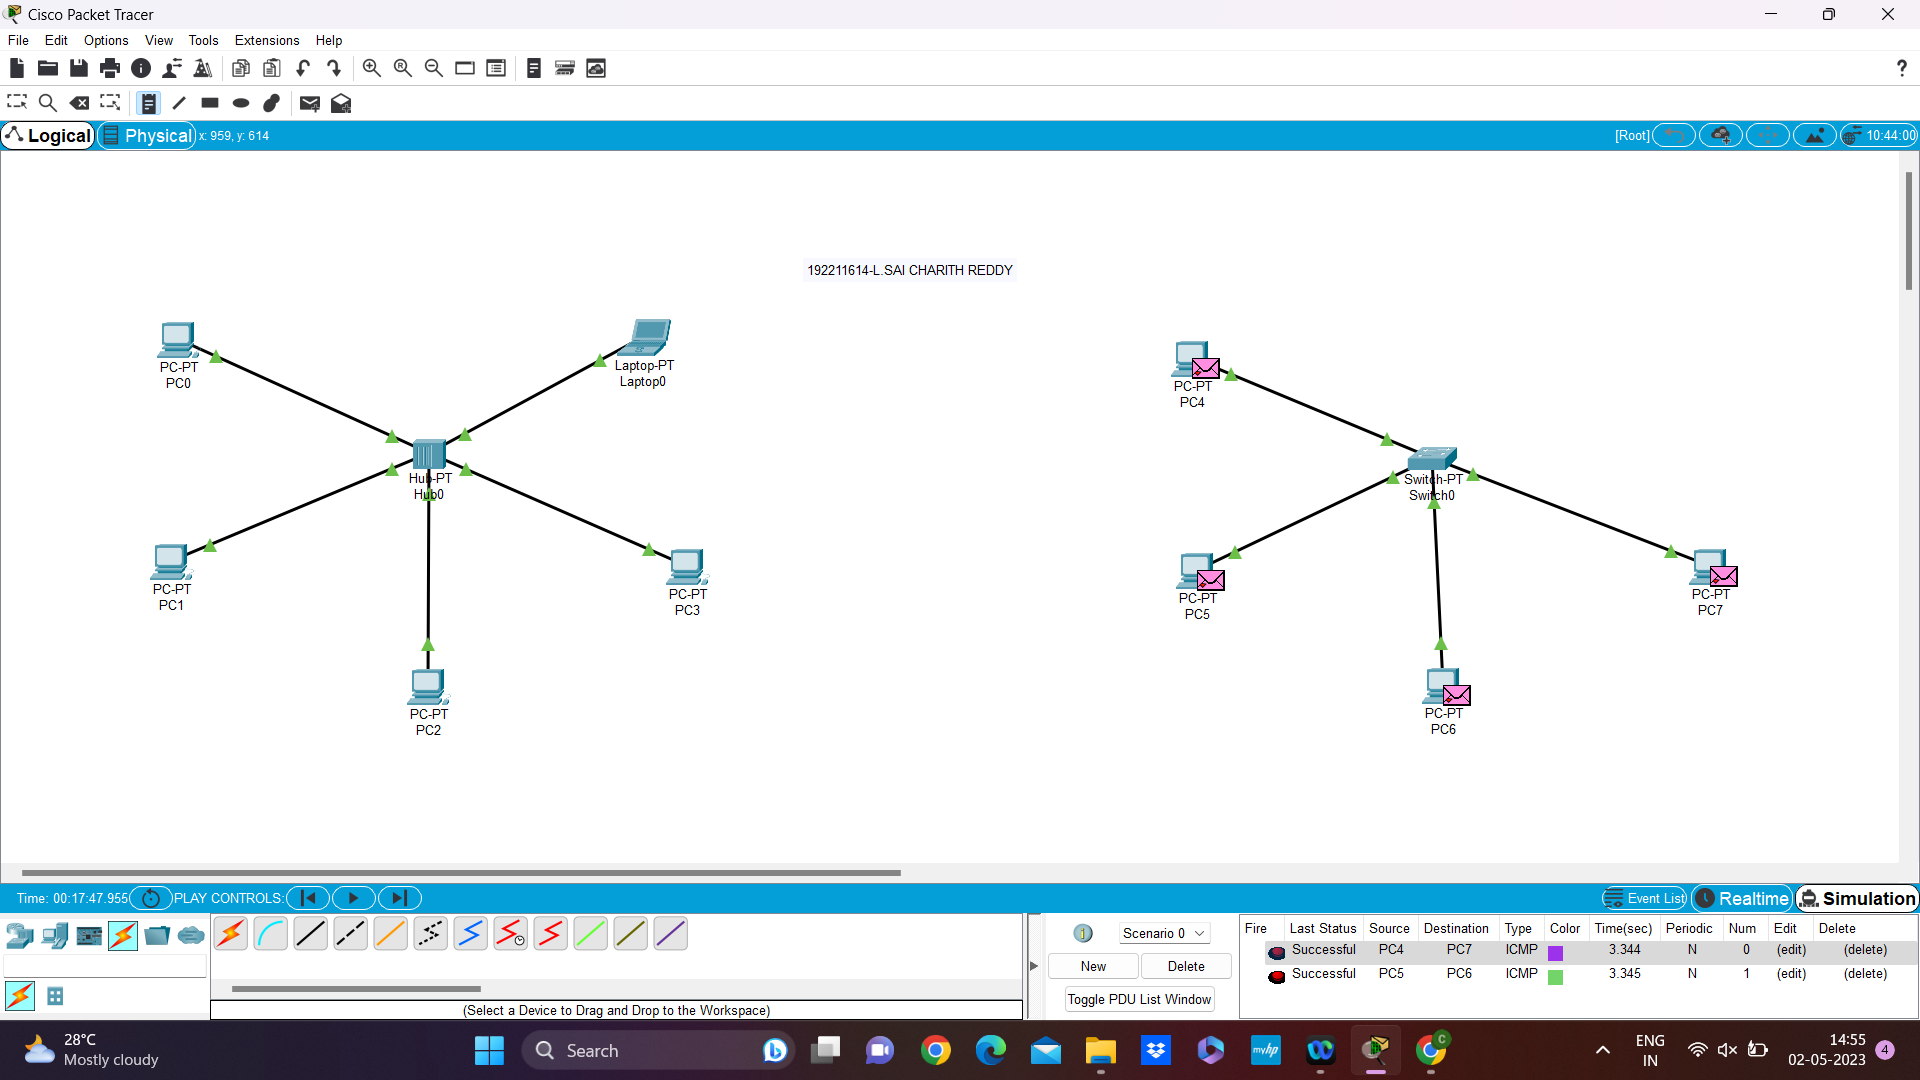 Cisco Packet Tracer
File Edit Options View Tools Extensions Help
?
Logical Physical x: 959, y: 614 [Root] 10:44:00
192211614-L.SAI CHARITH REDDY
PC-PT
PC0
Laptop-PT
Laptop0
Hub-PT
Hub0
PC-PT
PC1
PC-PT
PC3
PC-PT
PC2
PC-PT
PC4
Switch-PT
Switch0
PC-PT
PC5
PC-PT
PC7
PC-PT
PC6
Time: 00:17:47.955 PLAY CONTROLS: Event List Realtime Simulation
(Select a Device to Drag and Drop to the Workspace)
1 Scenario 0
New Delete
Toggle PDU List Window
Fire Last Status Source Destination Type Color Time(sec) Periodic Num Edit Delete
Successful PC4 PC7 ICMP 3.344 N 0 (edit) (delete)
Successful PC5 PC6 ICMP 3.345 N 1 (edit) (delete)
28°C
Mostly cloudy
Search
myhp
C
ENG
IN
14:55
02-05-2023
4